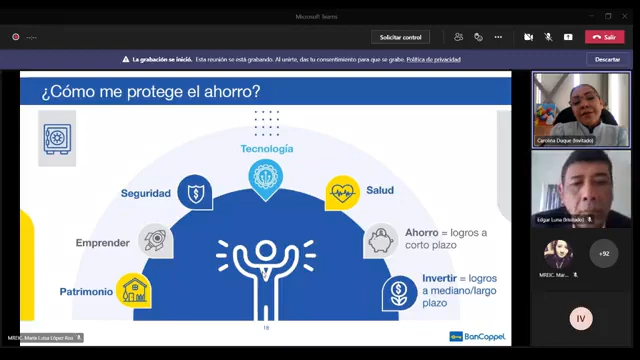 Microsoft Teams
--:--
Solicitar control
Salir
La grabación se inició. Esta reunión se está grabando. Al unirte, das tu consentimiento para que se grabe. Política de privacidad
Descartar
¿Cómo me protege el ahorro?
Tecnología
Seguridad
Salud
Emprender
Ahorro = logros a
corto plazo
Patrimonio
Invertir = logros
a mediano/largo
plazo
18
BanCoppel
MREIC. María Luisa López
Carolina Duque (Invitado)
Edgar Luna (Invitado)
MREIC. Mar...
+92
IV